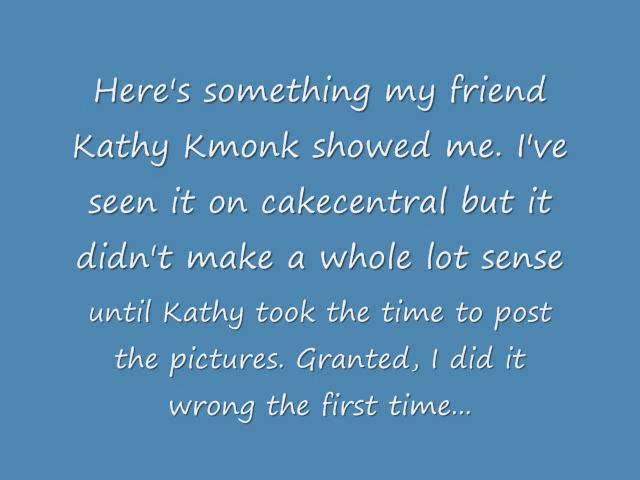 Here's something my friend
Kathy Kmonk showed me. I've
seen it on cakecentral but it
didn't make a whole lot sense
until Kathy took the time to post
the pictures. Granted, I did it
wrong the first time...